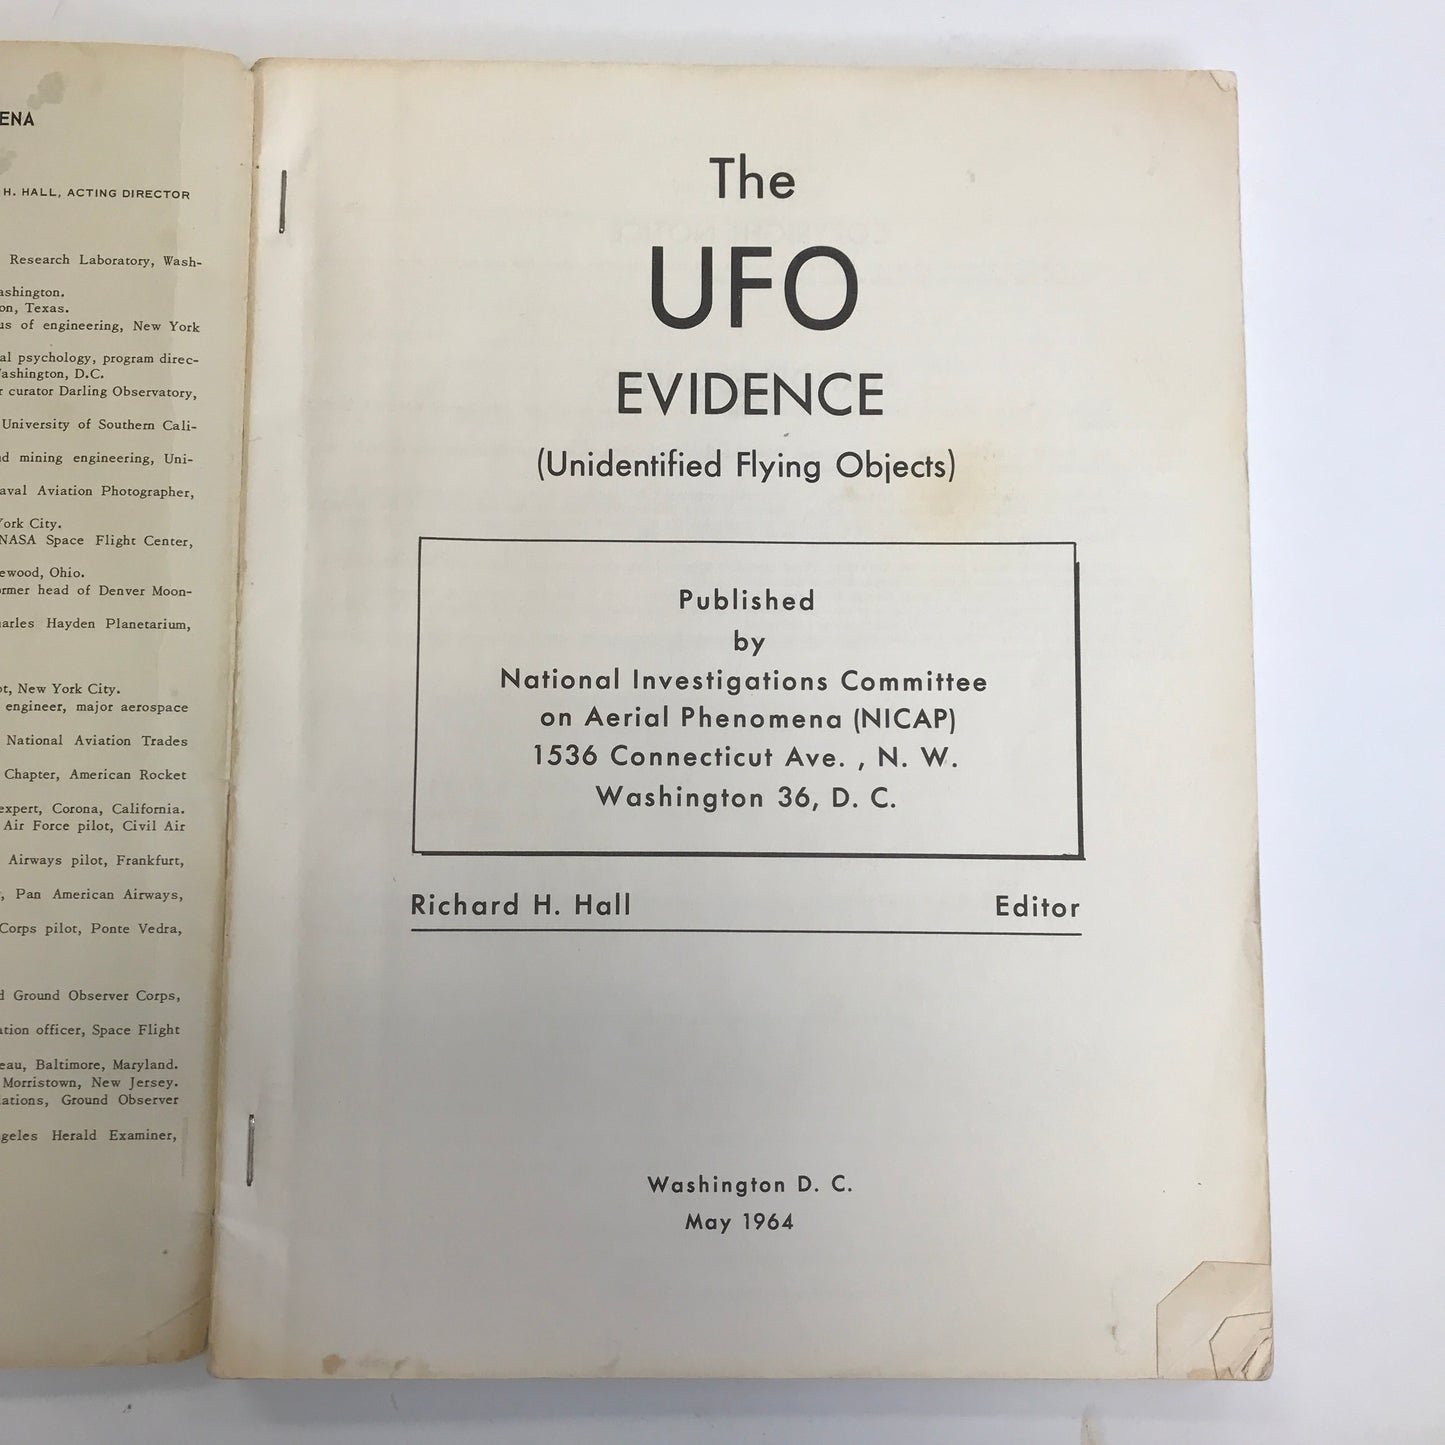 ENA
H. HALL, ACTING DIRECTOR
Research Laboratory, Wash-
ashington.
on, Texas.
us of engineering, New York
al psychology, program direc-
ashington, D.C.
r curator Darling Observatory,
University of Southern Cali-
d mining engineering, Uni-
aval Aviation Photographer,
York City.
NASA Space Flight Center,
ewood, Ohio.
ormer head of Denver Moon-
arles Hayden Planetarium,
ot, New York City.
engineer, major aerospace
National Aviation Trades
Chapter, American Rocket
expert, Corona, California.
Air Force pilot, Civil Air
Airways pilot, Frankfurt,
, Pan American Airways,
Corps pilot, Ponte Vedra,
d Ground Observer Corps,
ation officer, Space Flight
eau, Baltimore, Maryland.
Morristown, New Jersey.
lations, Ground Observer
geles Herald Examiner,
The
UFO
EVIDENCE
(Unidentified Flying Objects)
Published
by
National Investigations Committee
on Aerial Phenomena (NICAP)
1536 Connecticut Ave. , N. W.
Washington 36, D. C.
Richard H. Hall Editor
Washington D. C.
May 1964